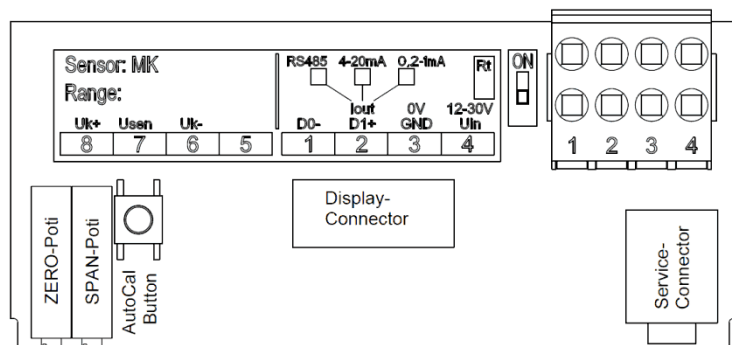 Sensor: MK
Range:
RS485 4-20mA 0,2-1mA
Rt
ON
Iout 0V 12-30V
Uk+ Usen Uk- D0- D1+ GND Uin
8 7 6 5 1 2 3 4
1 2 3 4
ZERO-Poti
SPAN-Poti
AutoCal
Button
Display-
Connector
Service-
Connector